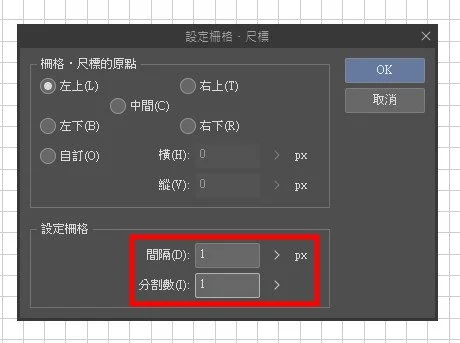 設定柵格・尺標
柵格・尺標的原點
左上(L)
右上(T)
中間(C)
左下(B)
右下(R)
自訂(O)
橫(H): 0 > px
縱(V): 0 > px
OK
取消
設定柵格
間隔(D): 1 > px
分割數(I): 1 >